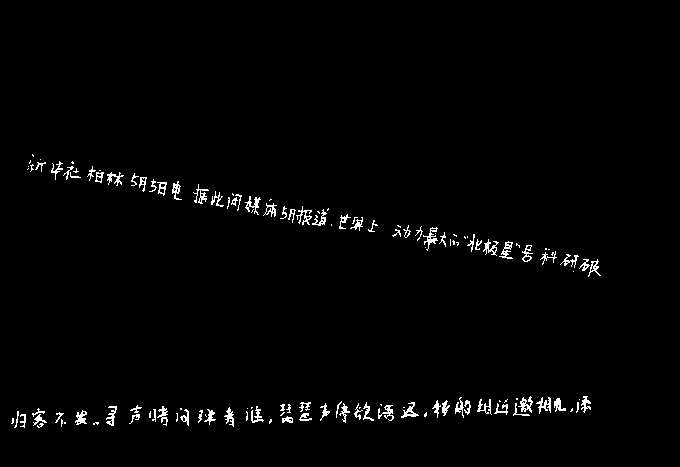 新华社柏林5月5日电 据此间媒体5日报道,世界上动力最大的“北极星”号科研破
归客不发。寻声暗问弹者谁,琵琶声停欲语迟。移船相近邀相见,添